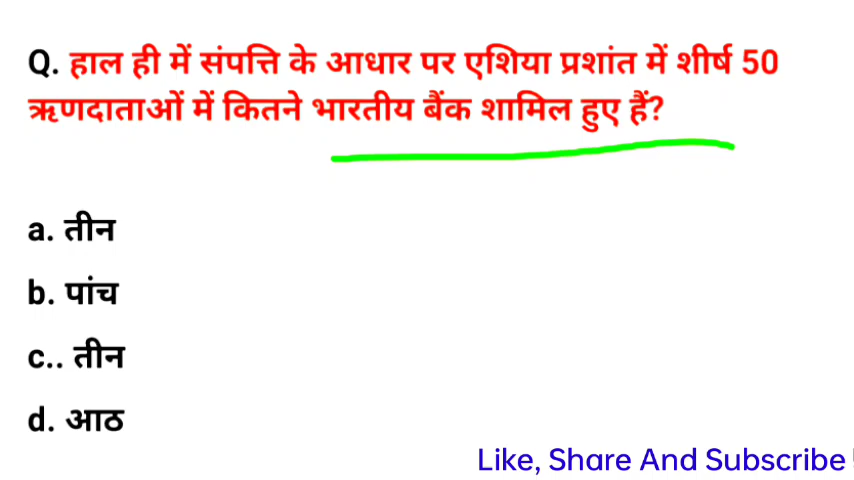 Q. हाल ही में संपत्ति के आधार पर एशिया प्रशांत में शीर्ष 50
ऋणदाताओं में कितने भारतीय बैंक शामिल हुए हैं?
a. तीन
b. पांच
c.. तीन
d. आठ
Like, Share And Subscribe